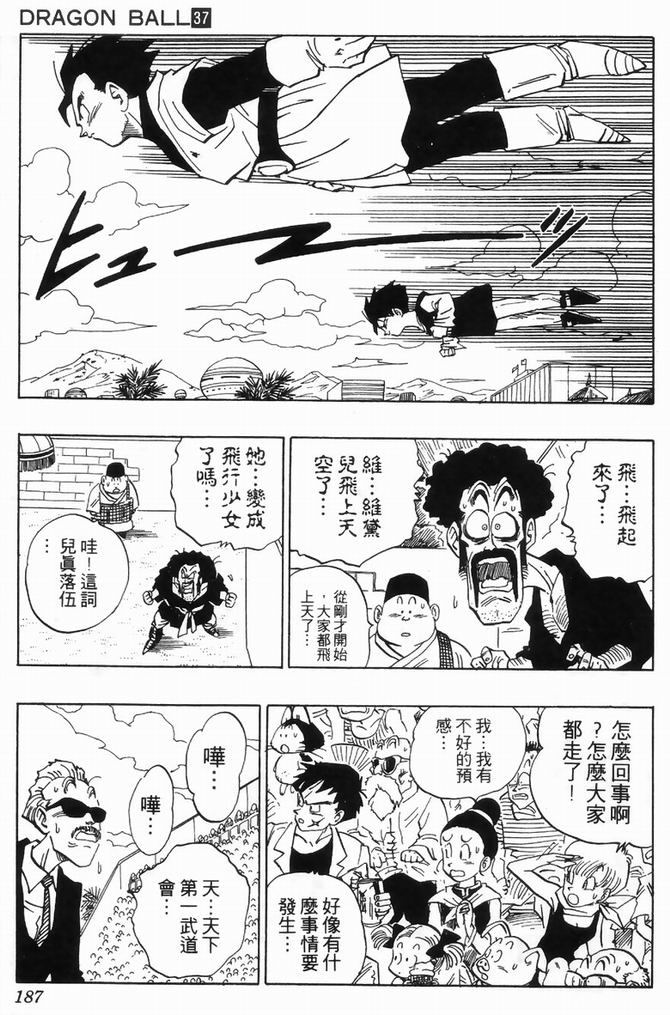 DRAGON BALL 37
ヒューーッ
飛…飛起
來了…
維…維黛
兒飛上天
空了…
從剛才開始
，大家都飛
上天了…
她…變成
飛行少女
了嗎…
哇！這詞
兒真落伍
…
怎麼回事啊
？怎麼大家
都走了！
我…我有
不好的預
感…
好像有什
麼事情要
發生…
嘩…
嘩…
天…天下
第一武道
會…
187